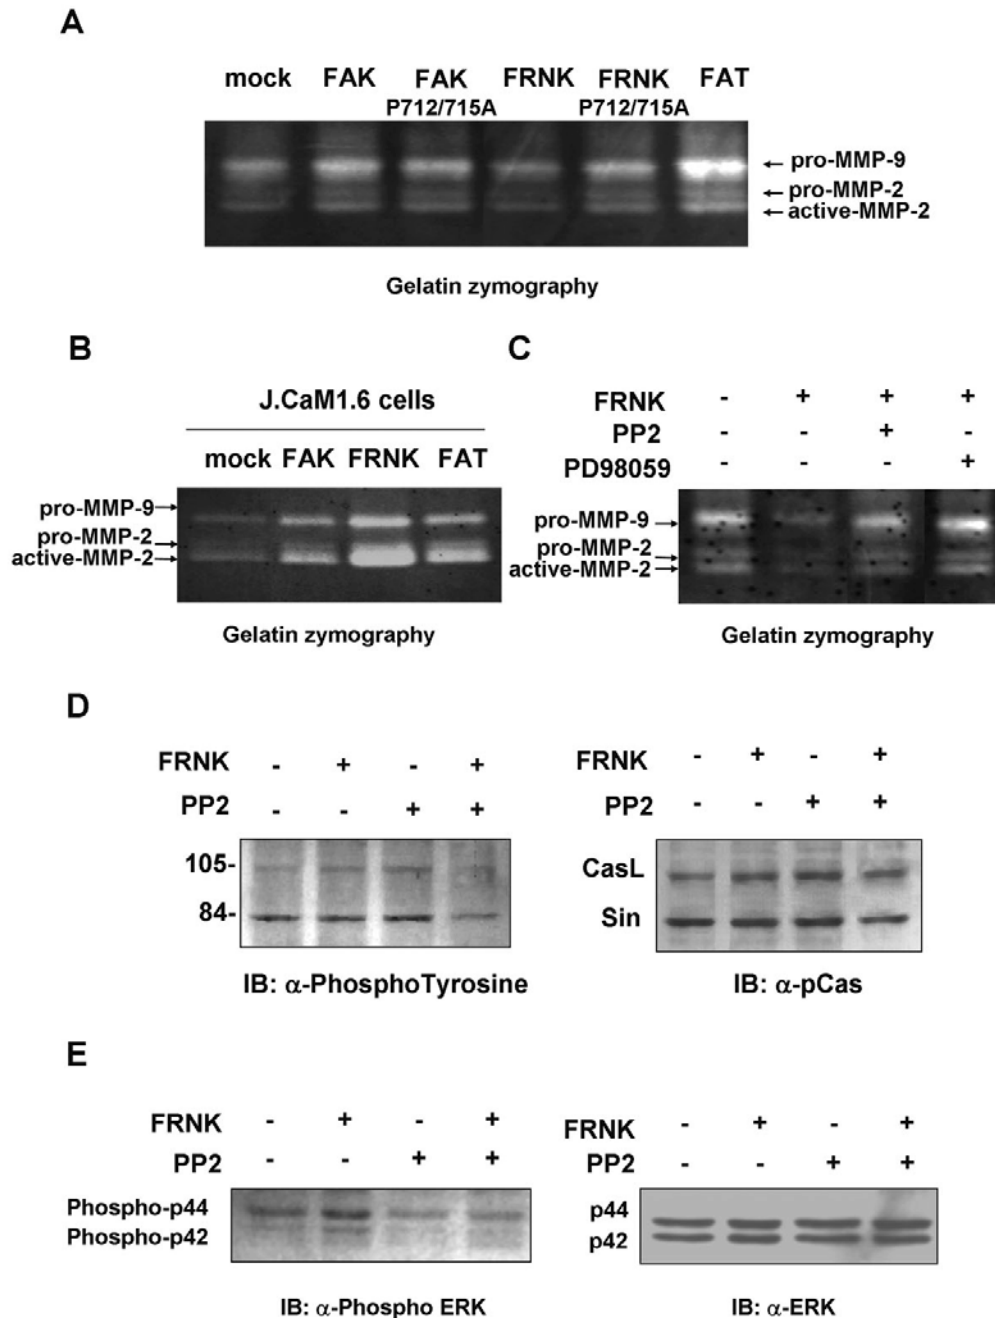 A
mock FAK FAK FRNK FRNK FAT
P712/715A P712/715A
pro-MMP-9
pro-MMP-2
active-MMP-2
Gelatin zymography
B
J.CaM1.6 cells
mock FAK FRNK FAT
pro-MMP-9
pro-MMP-2
active-MMP-2
Gelatin zymography
C
FRNK - + + +
PP2 - - + -
PD98059 - - - +
pro-MMP-9
pro-MMP-2
active-MMP-2
Gelatin zymography
D
FRNK - + - +
PP2 - - + +
105-
84-
IB: α-PhosphoTyrosine
FRNK - + - +
PP2 - - + +
CasL
Sin
IB: α-pCas
E
FRNK - + - +
PP2 - - + +
Phospho-p44
Phospho-p42
IB: α-Phospho ERK
FRNK - + - +
PP2 - - + +
p44
p42
IB: α-ERK